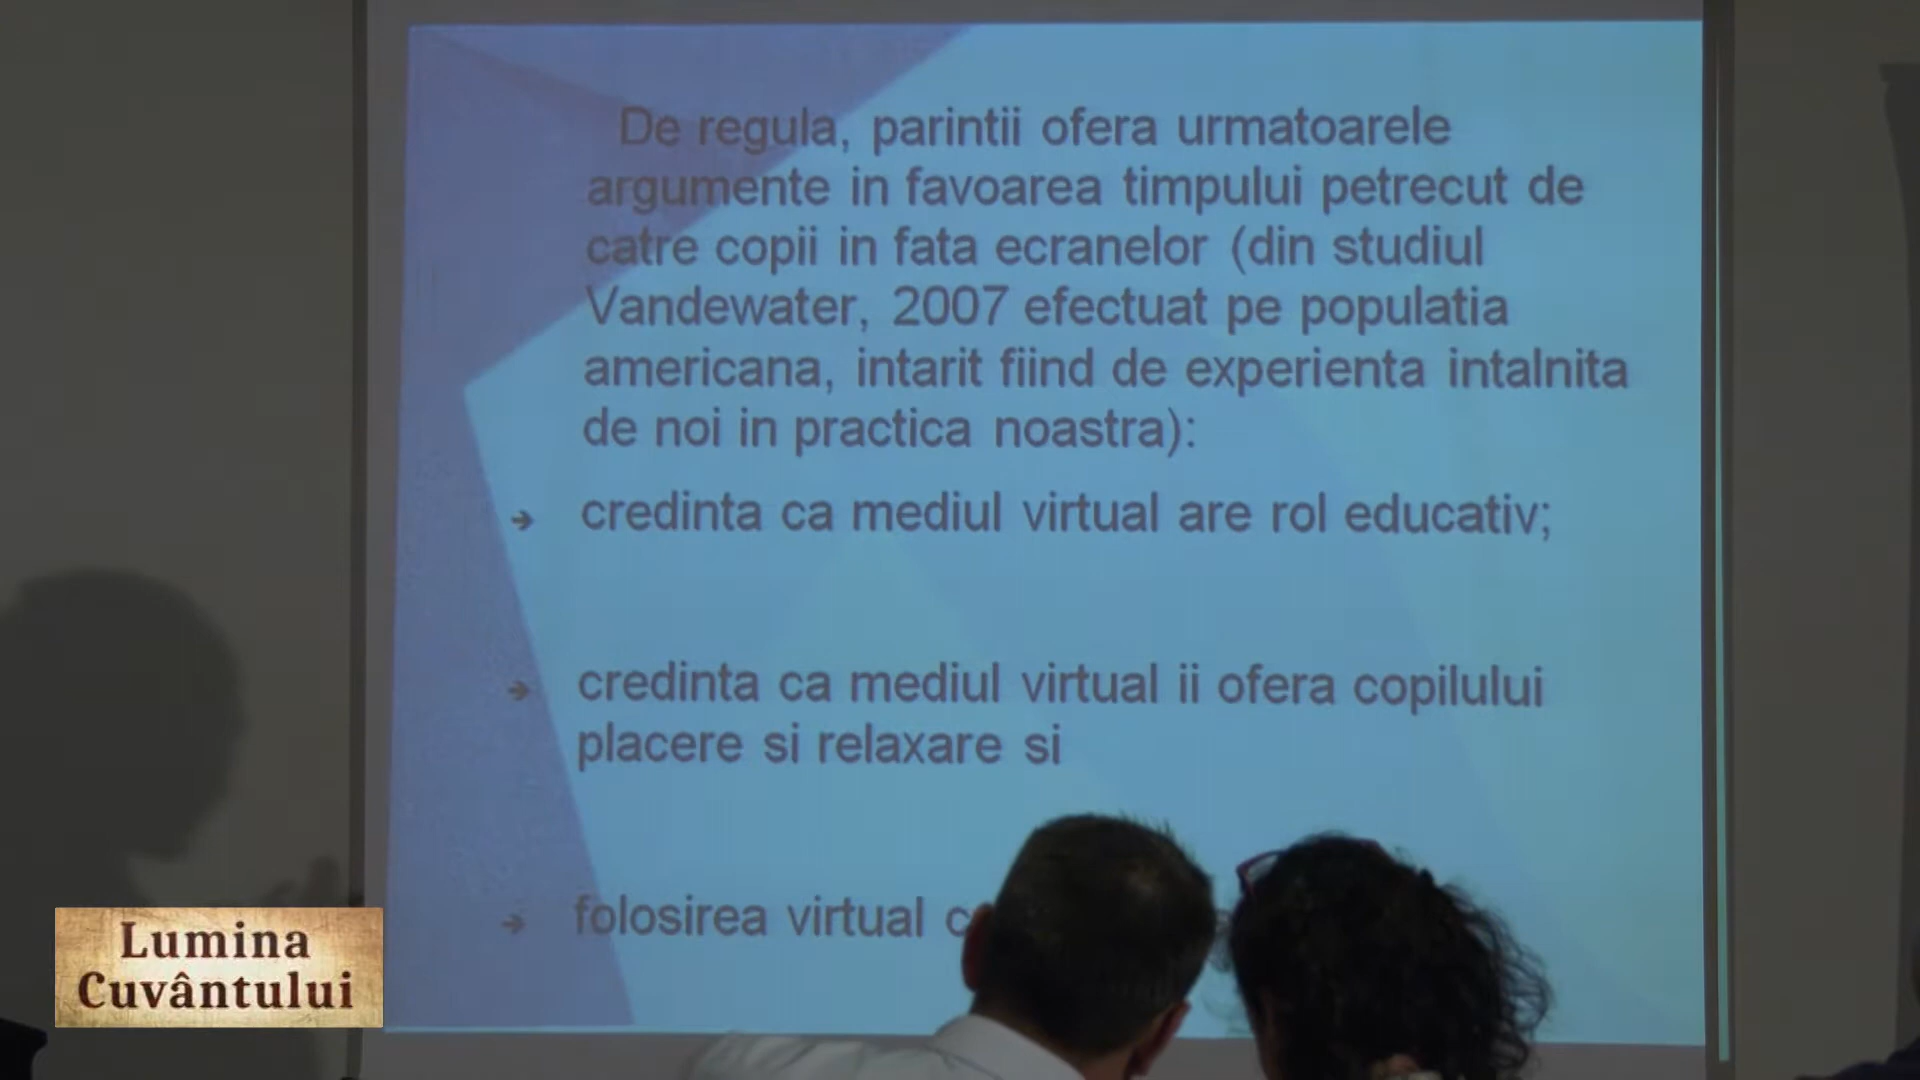 De regula, parintii ofera urmatoarele
argumente in favoarea timpului petrecut de
catre copii in fata ecranelor (din studiul
Vandewater, 2007 efectuat pe populatia
americana, intarit fiind de experienta intalnita
de noi in practica noastra):
➔ credinta ca mediul virtual are rol educativ;
➔ credinta ca mediul virtual ii ofera copilului
placere si relaxare si
➔ folosirea virtual
Lumina
Cuvântului